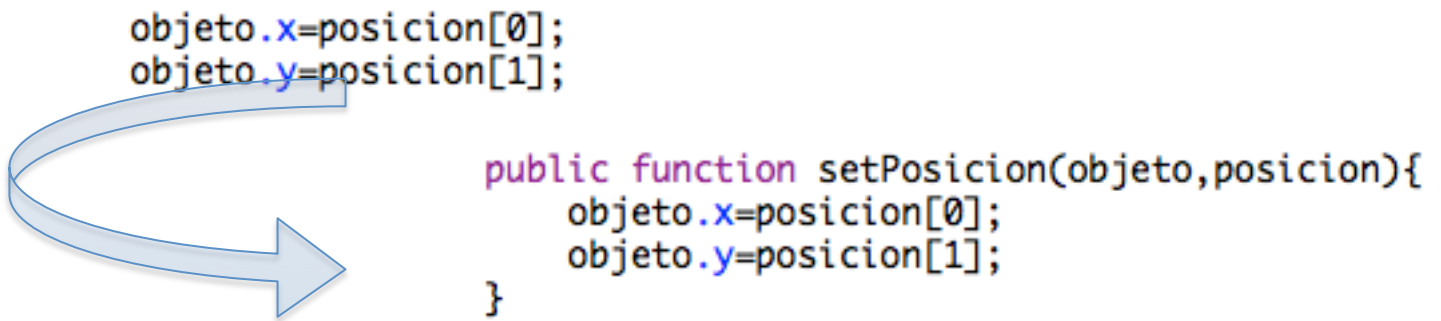 objeto.x=posicion[0];
objeto.y=posicion[1];
public function setPosicion(objeto,posicion){
objeto.x=posicion[0];
objeto.y=posicion[1];
}